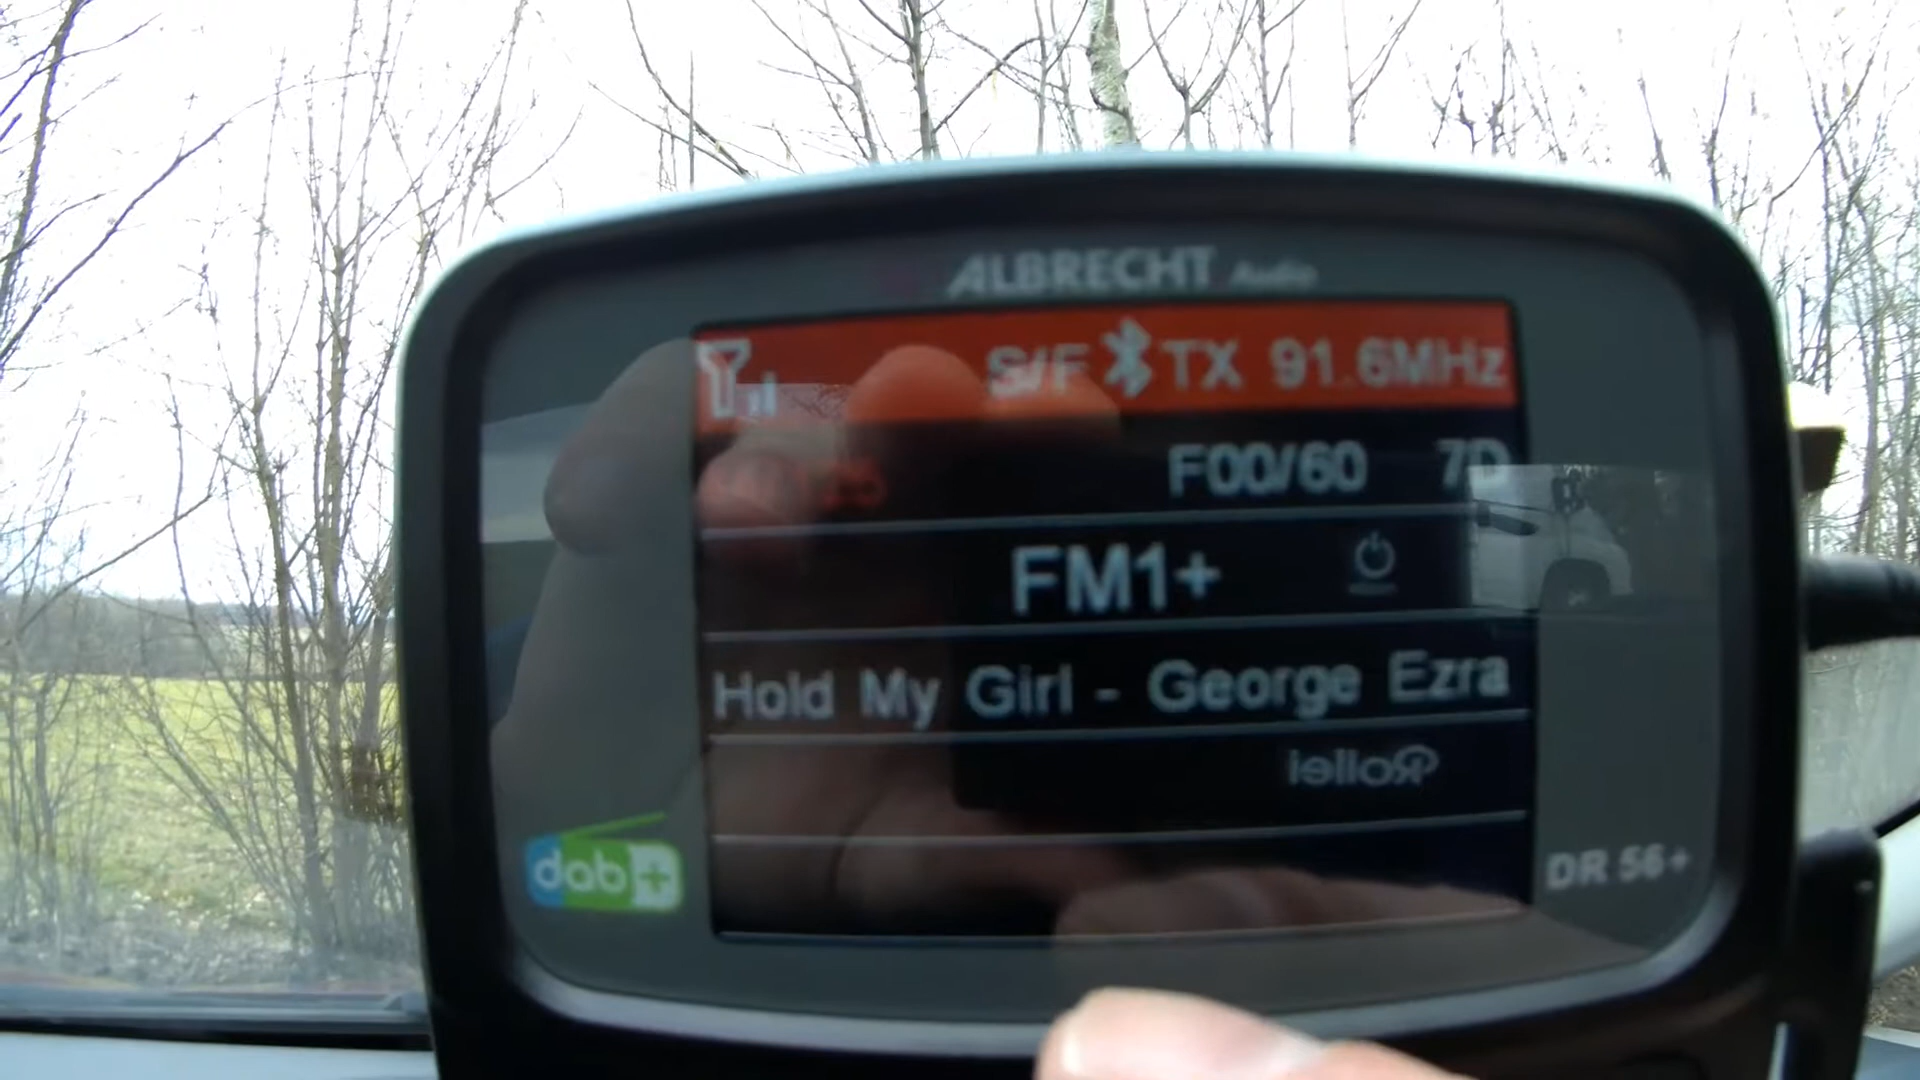 ALBRECHT Audio
S/F TX 91.6MHz
F00/60 7D
FM1+
Hold My Girl - George Ezra
Rollei
dab+
DR 56+